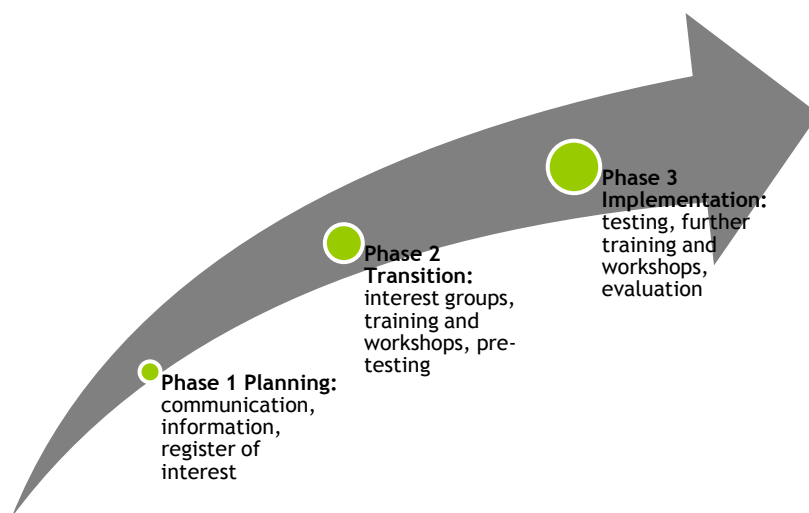 Phase 1 Planning:
communication,
information,
register of
interest
Phase 2
Transition:
interest groups,
training and
workshops, pre-
testing
Phase 3
Implementation:
testing, further
training and
workshops,
evaluation